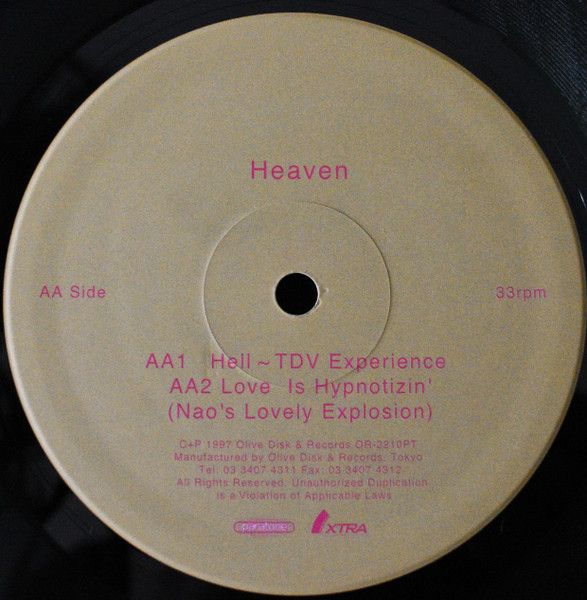 Heaven
AA Side
33rpm
AA1 Hell ~ TDV Experience
AA2 Love Is Hypnotizin'
(Nao's Lovely Explosion)
C+P 1997 Olive Disk & Records OR-2210PT
Manufactured by Olive Disk & Records, Tokyo
Tel: 03 3407 4311 Fax: 03 3407 4312
All Rights Reserved. Unauthorized Duplication
is a Violation of Applicable Laws
XTRA